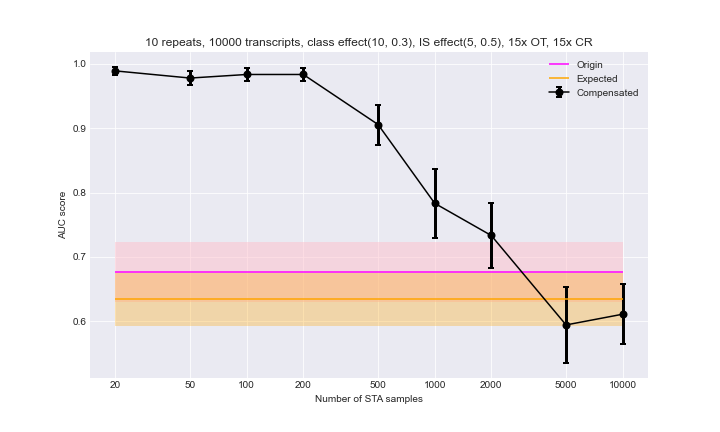 10 repeats, 10000 transcripts, class effect(10, 0.3), IS effect(5, 0.5), 15x OT, 15x CR
Origin
Expected
Compensated
1.0
0.9
0.8
0.7
0.6
AUC score
20 50 100 200 500 1000 2000 5000 10000
Number of STA samples